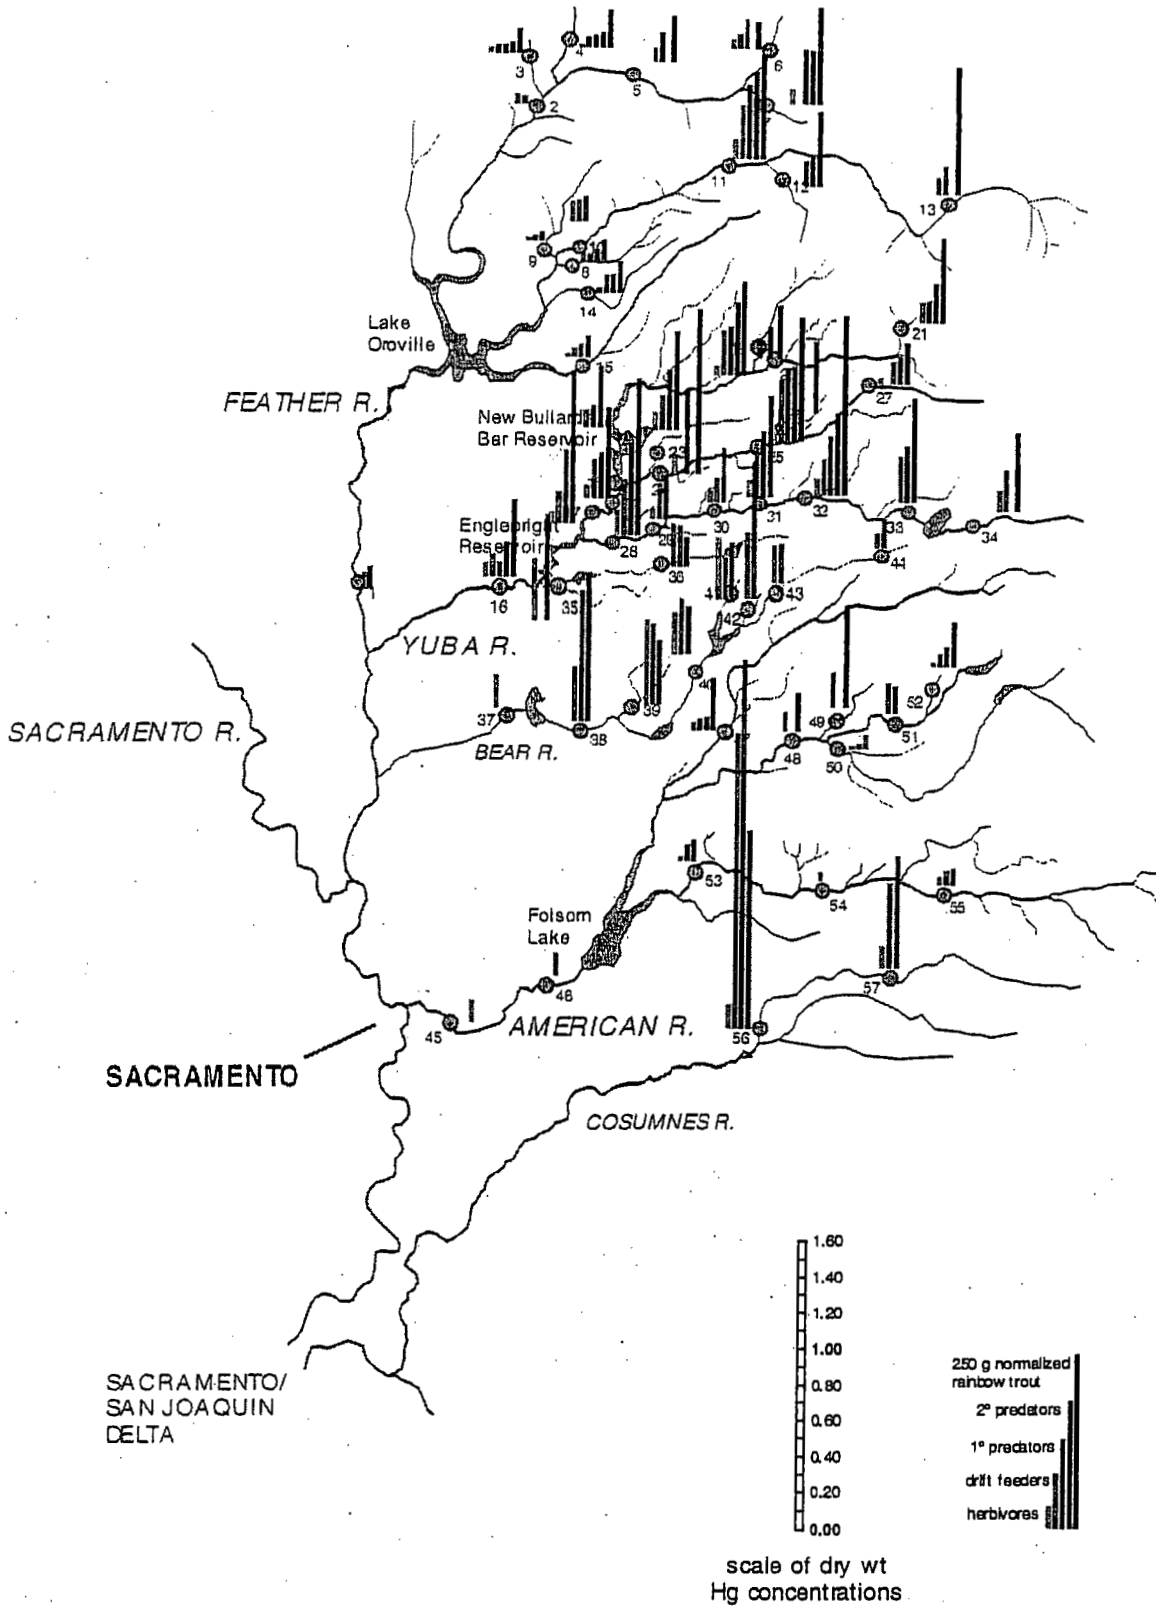 1
4
3
5
6
2
11
12
13
10
9
8
14
21
Lake
Oroville
15
FEATHER R.
27
New Bullards
Bar Reservoir
23
25
Englebright
Reservoir
30
31
32
33
34
28
29
36
44
16
35
41
42
43
YUBA R.
40
39
52
37
38
49
51
48
50
SACRAMENTO R.
BEAR R.
53
54
55
Folsom
Lake
46
57
45
AMERICAN R.
56
SACRAMENTO
COSUMNES R.
1.60
1.40
1.20
1.00
0.80
0.60
0.40
0.20
0.00
250 g normalized
rainbow trout
2° predators
1° predators
drift feeders
herbivores
SACRAMENTO/
SAN JOAQUIN
DELTA
scale of dry wt
Hg concentrations